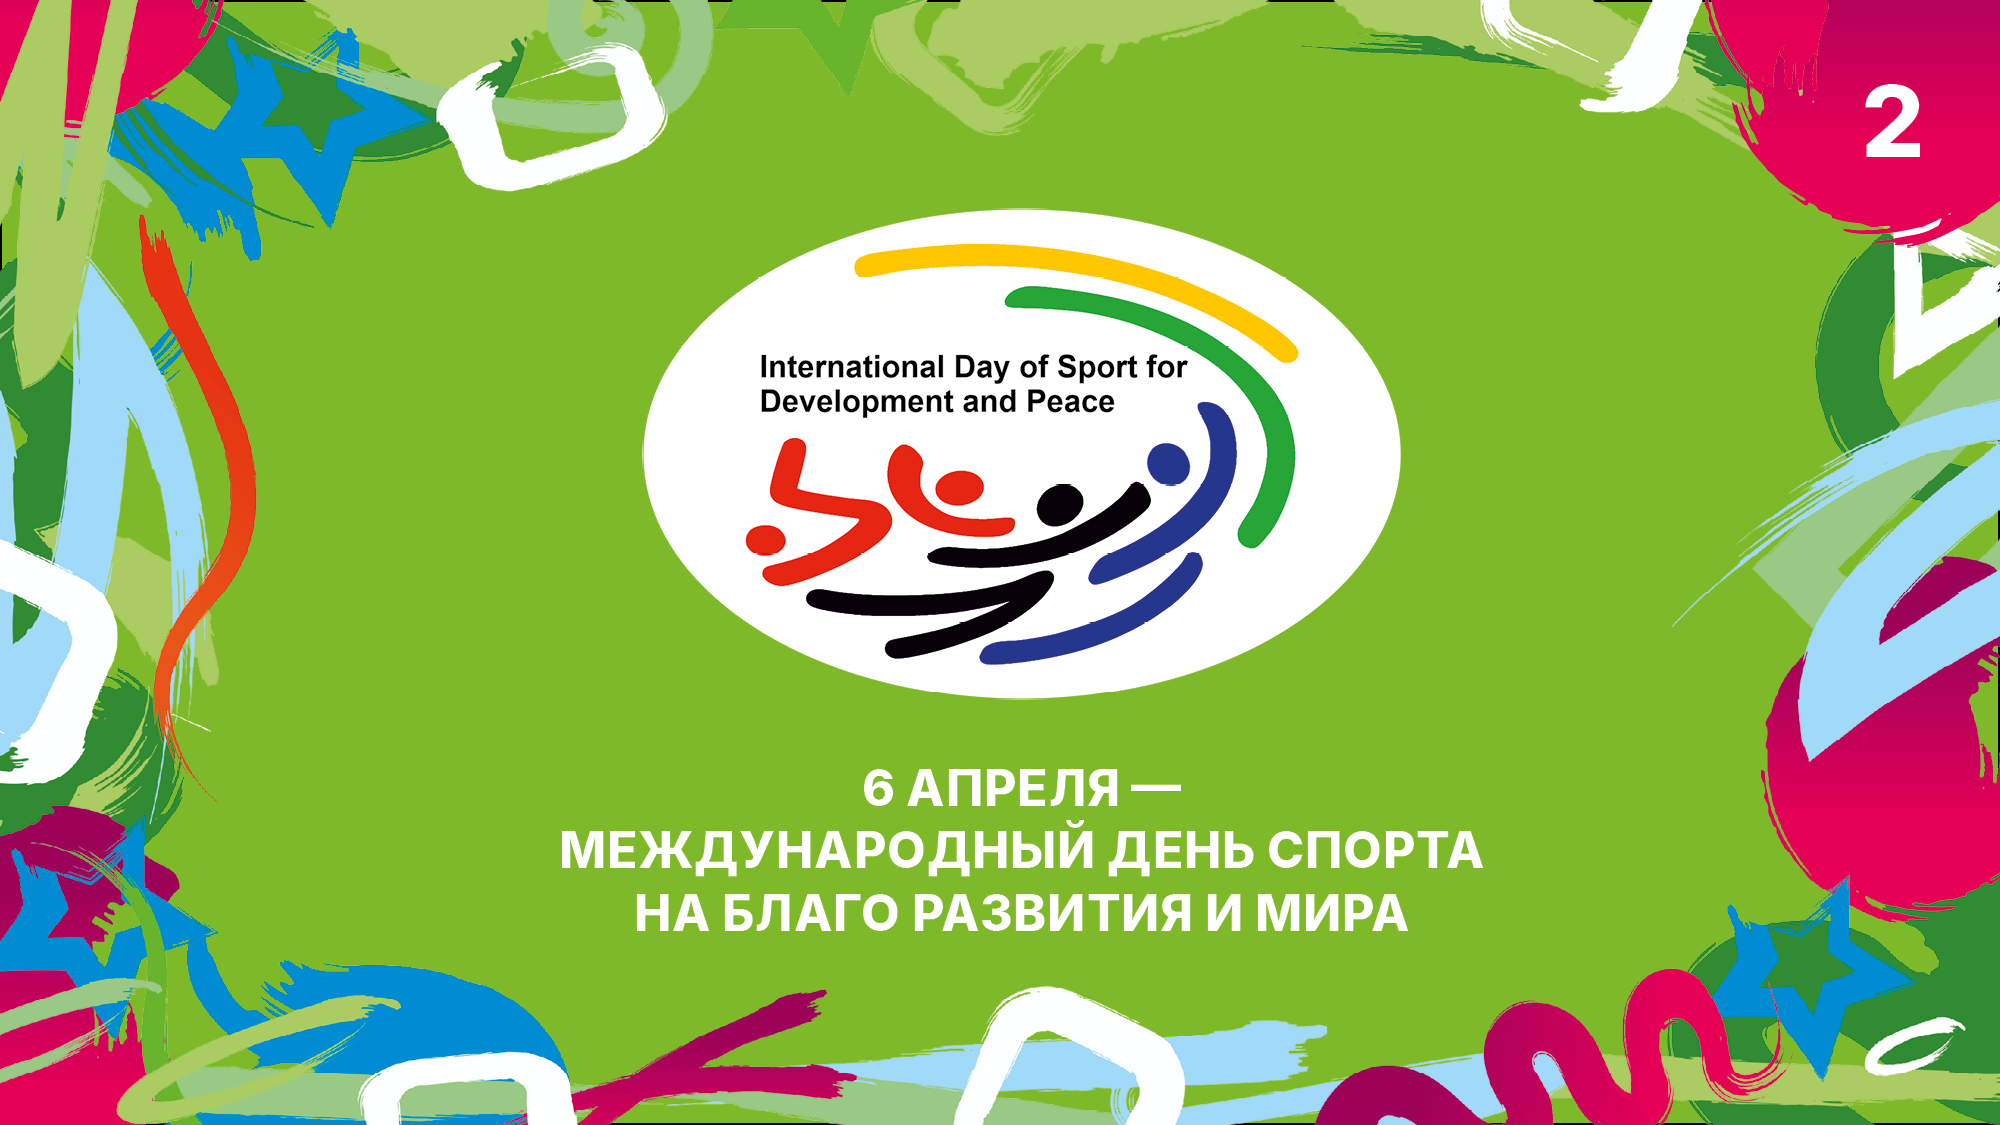 2
International Day of Sport for
Development and Peace
6 АПРЕЛЯ —
МЕЖДУНАРОДНЫЙ ДЕНЬ СПОРТА
НА БЛАГО РАЗВИТИЯ И МИРА